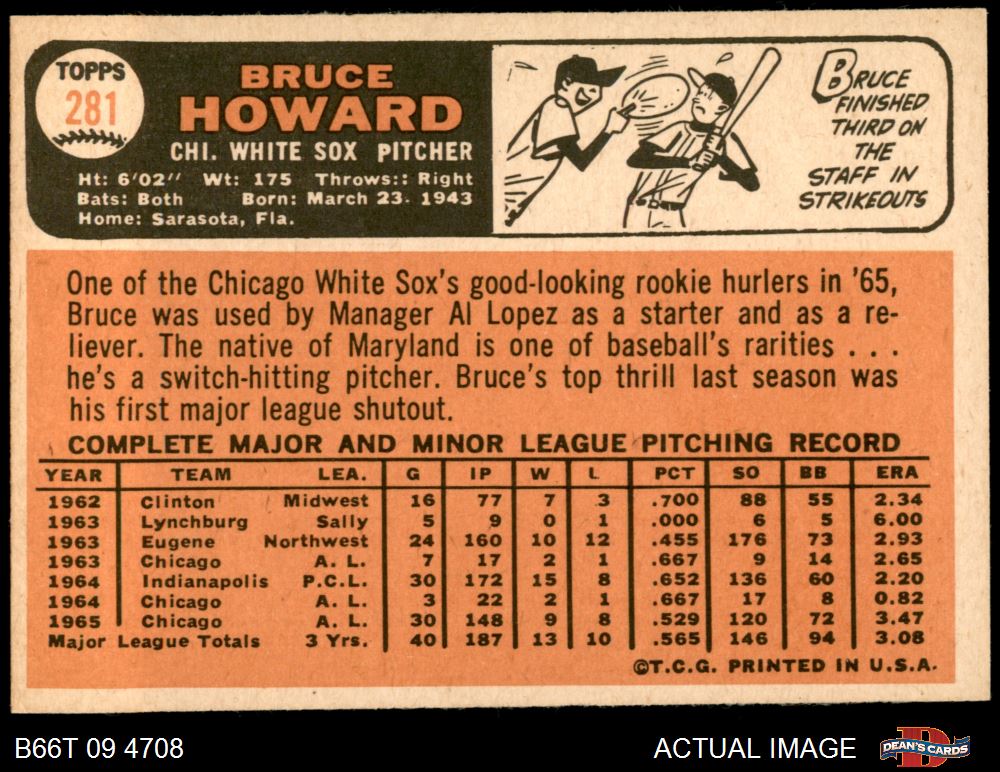 TOPPS
281
BRUCE
HOWARD
CHI. WHITE SOX PITCHER
Ht: 6'02" Wt: 175 Throws:: Right
Bats: Both Born: March 23. 1943
Home: Sarasota, Fla.
BRUCE
FINISHED
THIRD ON
THE
STAFF IN
STRIKEOUTS
One of the Chicago White Sox's good-looking rookie hurlers in '65,
Bruce was used by Manager Al Lopez as a starter and as a re-
liever. The native of Maryland is one of baseball's rarities . . .
he's a switch-hitting pitcher. Bruce's top thrill last season was
his first major league shutout.
COMPLETE MAJOR AND MINOR LEAGUE PITCHING RECORD
YEAR TEAM LEA. G IP W L PCT SO BB ERA
1962 Clinton Midwest 16 77 7 3 .700 88 55 2.34
1963 Lynchburg Sally 5 9 0 1 .000 6 5 6.00
1963 Eugene Northwest 24 160 10 12 .455 176 73 2.93
1963 Chicago A. L. 7 17 2 1 .667 9 14 2.65
1964 Indianapolis P.C.L. 30 172 15 8 .652 136 60 2.20
1964 Chicago A. L. 3 22 2 1 .667 17 8 0.82
1965 Chicago A. L. 30 148 9 8 .529 120 72 3.47
Major League Totals 3 Yrs. 40 187 13 10 .565 146 94 3.08
©T.C.G. PRINTED IN U.S.A.
B66T 09 4708
ACTUAL IMAGE
DEAN'S CARDS